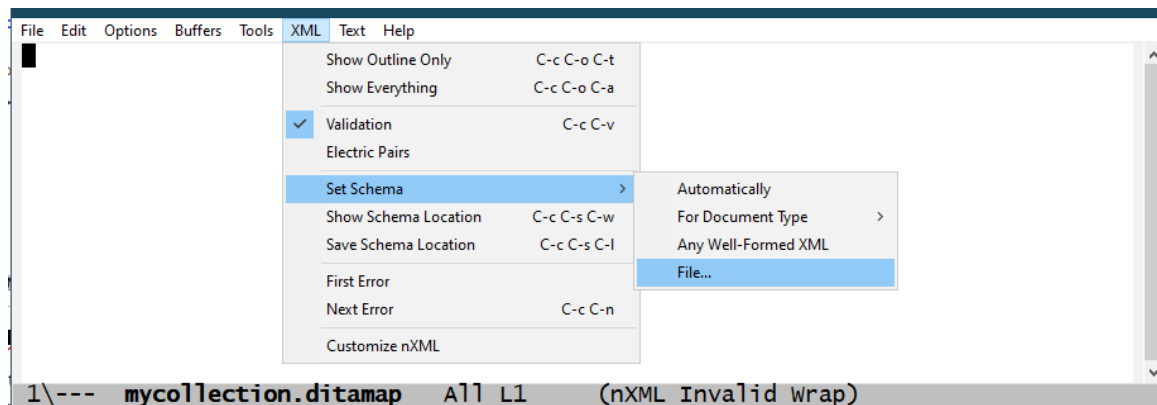 File Edit Options Buffers Tools XML Text Help
Show Outline Only C-c C-o C-t
Show Everything C-c C-o C-a
Validation C-c C-v
Electric Pairs
Set Schema
Show Schema Location C-c C-s C-w
Save Schema Location C-c C-s C-l
First Error
Next Error C-c C-n
Customize nXML
Automatically
For Document Type
Any Well-Formed XML
File...
1\--- mycollection.ditamap All L1 (nXML Invalid Wrap)